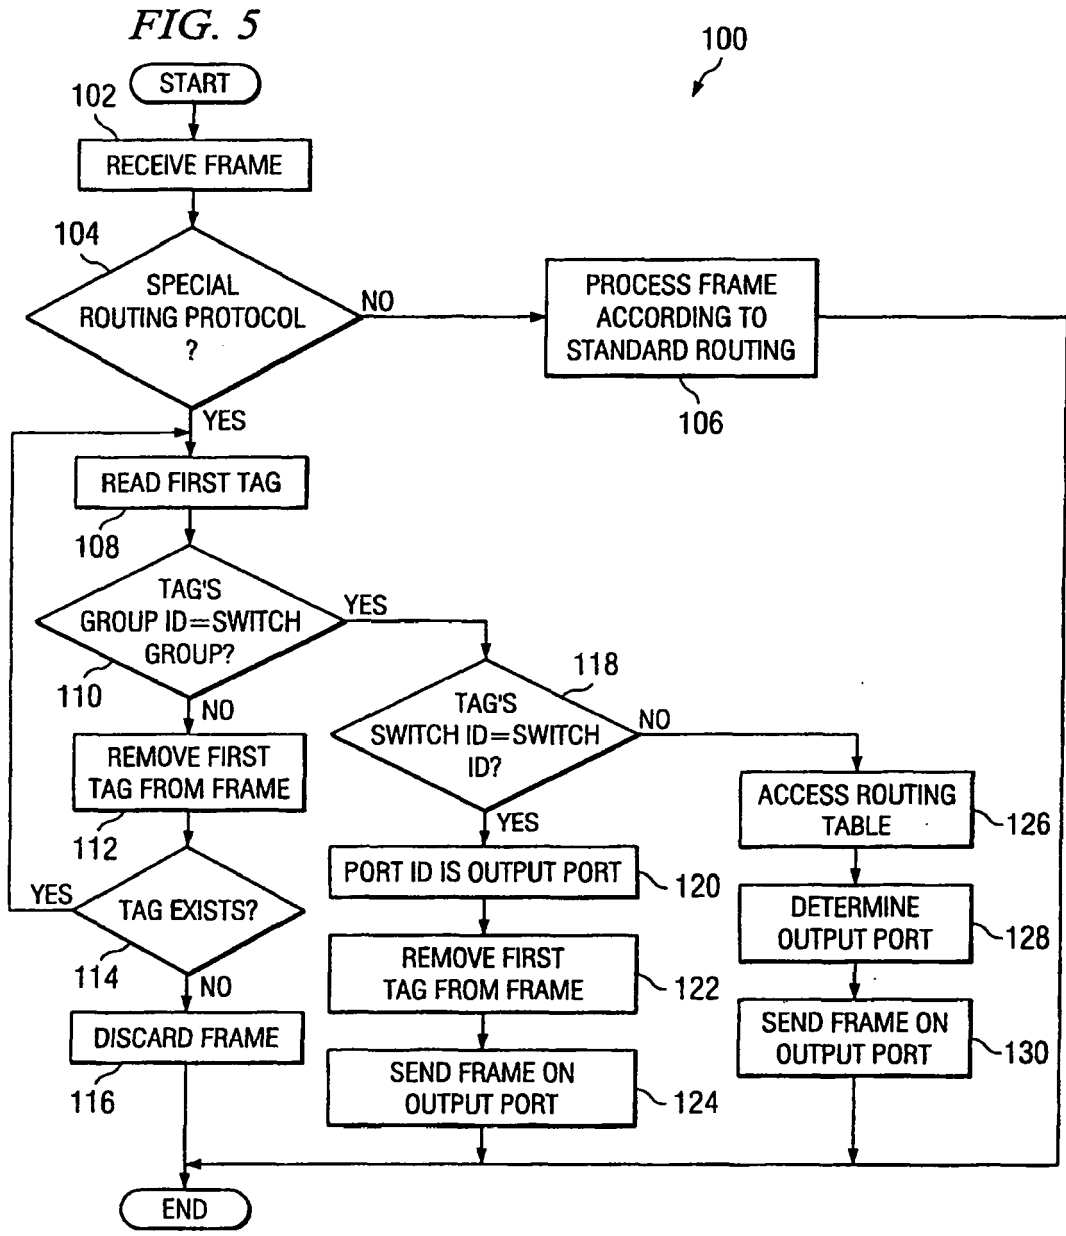 FIG. 5
100
START
102
RECEIVE FRAME
104
SPECIAL
ROUTING PROTOCOL
?
NO
PROCESS FRAME
ACCORDING TO
STANDARD ROUTING
106
YES
READ FIRST TAG
108
TAG'S
GROUP ID=SWITCH
GROUP?
110
YES
NO
118
TAG'S
SWITCH ID=SWITCH
ID?
NO
YES
REMOVE FIRST
TAG FROM FRAME
112
TAG EXISTS?
114
YES
NO
DISCARD FRAME
116
PORT ID IS OUTPUT PORT
120
REMOVE FIRST
TAG FROM FRAME
122
SEND FRAME ON
OUTPUT PORT
124
ACCESS ROUTING
TABLE
126
DETERMINE
OUTPUT PORT
128
SEND FRAME ON
OUTPUT PORT
130
END